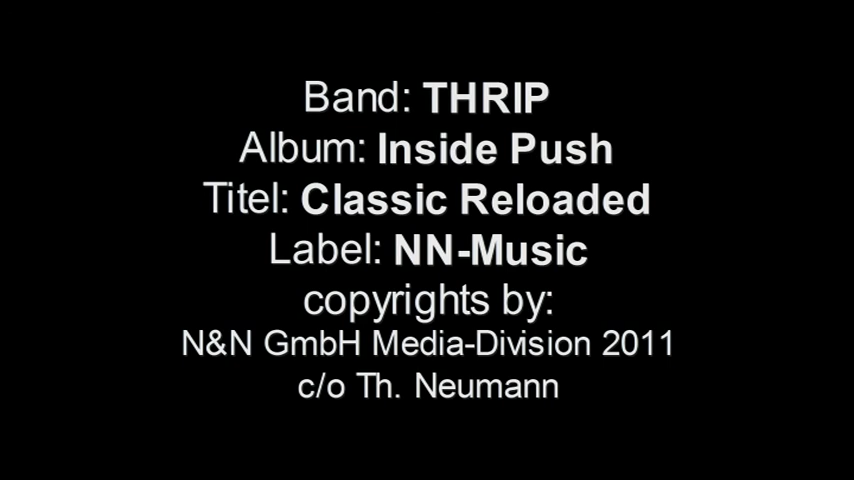 Band: THRIP
Album: Inside Push
Titel: Classic Reloaded
Label: NN-Music
copyrights by:
N&N GmbH Media-Division 2011
c/o Th. Neumann